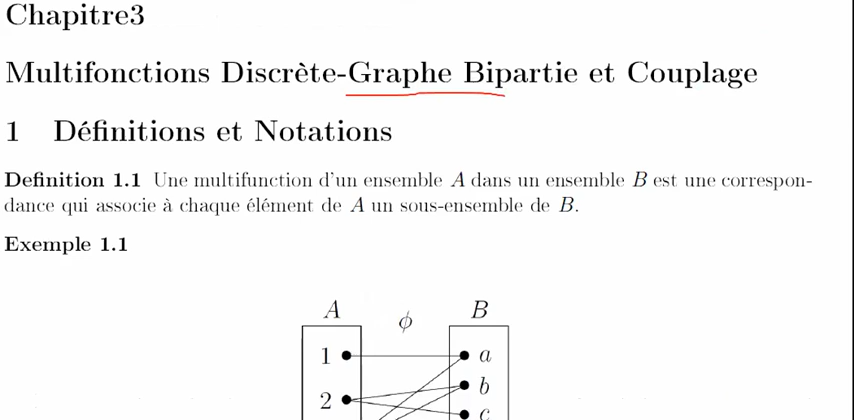 Chapitre3
Multifonctions Discrète-Graphe Bipartie et Couplage
1 Définitions et Notations
Definition 1.1 Une multifunction d'un ensemble A dans un ensemble B est une correspon-
dance qui associe à chaque élément de A un sous-ensemble de B.
Exemple 1.1
A ϕ B
1 a
2 b
c